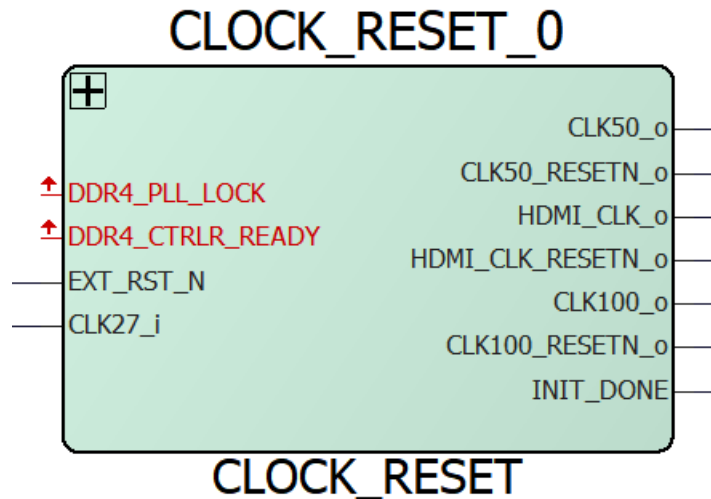 CLOCK_RESET_0
DDR4_PLL_LOCK
DDR4_CTRLR_READY
EXT_RST_N
CLK27_i
CLK50_o
CLK50_RESETN_o
HDMI_CLK_o
HDMI_CLK_RESETN_o
CLK100_o
CLK100_RESETN_o
INIT_DONE
CLOCK_RESET